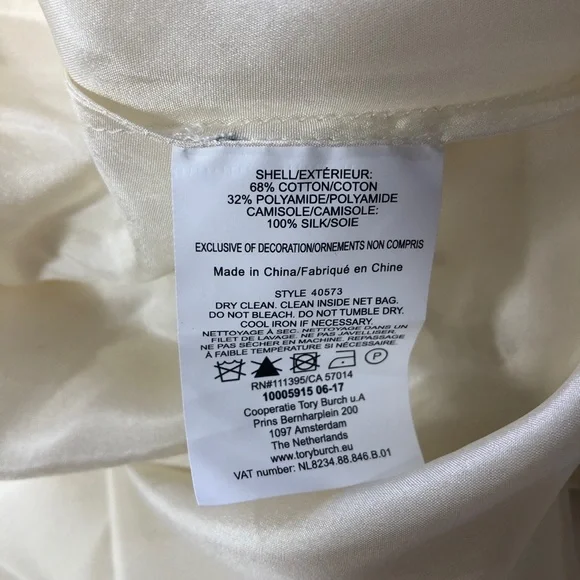 SHELL/EXTÉRIEUR:
68% COTTON/COTON
32% POLYAMIDE/POLYAMIDE
CAMISOLE/CAMISOLE:
100% SILK/SOIE
EXCLUSIVE OF DECORATION/ORNEMENTS NON COMPRIS
Made in China/Fabriqué en Chine
STYLE 40573
DRY CLEAN. CLEAN INSIDE NET BAG.
DO NOT BLEACH. DO NOT TUMBLE DRY.
COOL IRON IF NECESSARY.
NETTOYAGE À SEC. NETTOYAGE DANS UN
FILET DE LAVAGE. NE PAS JAVELLISER.
NE PAS SÉCHER EN MACHINE. REPASSAGE
À FAIBLE TEMPÉRATURE SI NÉCESSAIRE.
P
RN#111395/CA 57014
10005915 06-17
Cooperatie Tory Burch u.A
Prins Bernharplein 200
1097 Amsterdam
The Netherlands
www.toryburch.eu
VAT number: NL8234.88.846.B.01